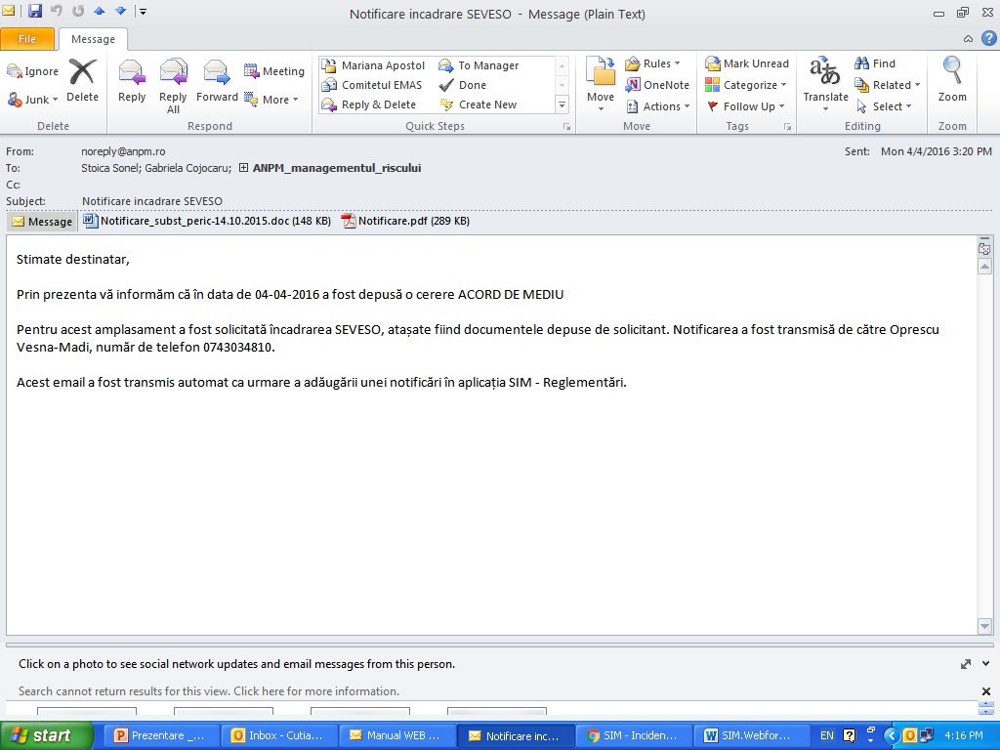 Notificare incadrare SEVESO - Message (Plain Text)
File Message
Ignore
Junk
Delete
Reply
Reply All
Forward
Meeting
More
Mariana Apostol
Comitetul EMAS
Reply & Delete
To Manager
Done
Create New
Move
Rules
OneNote
Actions
Mark Unread
Categorize
Follow Up
Translate
Find
Related
Select
Zoom
Delete Respond Quick Steps Move Tags Editing Zoom
From: noreply@anpm.ro Sent: Mon 4/4/2016 3:20 PM
To: Stoica Sonel; Gabriela Cojocaru; ANPM_managementul_riscului
Cc:
Subject: Notificare incadrare SEVESO
Message Notificare_subst_peric-14.10.2015.doc (148 KB) Notificare.pdf (289 KB)
Stimate destinatar,
Prin prezenta vă informăm că în data de 04-04-2016 a fost depusă o cerere ACORD DE MEDIU
Pentru acest amplasament a fost solicitată încadrarea SEVESO, atașate fiind documentele depuse de solicitant. Notificarea a fost transmisă de către Oprescu
Vesna-Madi, număr de telefon 0743034810.
Acest email a fost transmis automat ca urmare a adăugării unei notificări în aplicația SIM - Reglementări.
Click on a photo to see social network updates and email messages from this person.
Search cannot return results for this view. Click here for more information.
start Prezentare _... Inbox - Cutia... Manual WEB ... Notificare inc... SIM - Inciden... SIM.Webfor... EN 4:16 PM